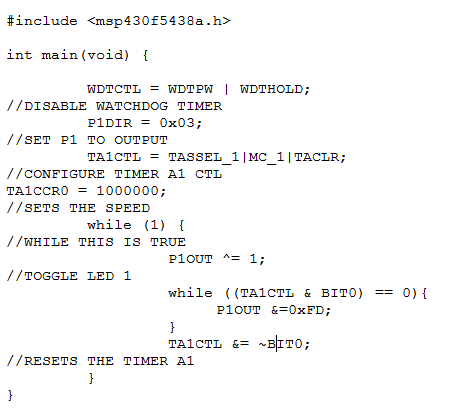 #include <msp430f5438a.h>
int main(void) {
WDTCTL = WDTPW | WDTHOLD;
//DISABLE WATCHDOG TIMER
P1DIR = 0x03;
//SET P1 TO OUTPUT
TA1CTL = TASSEL_1|MC_1|TACLR;
//CONFIGURE TIMER A1 CTL
TA1CCR0 = 1000000;
//SETS THE SPEED
while (1) {
//WHILE THIS IS TRUE
P1OUT ^= 1;
//TOGGLE LED 1
while ((TA1CTL & BIT0) == 0){
P1OUT &=0xFD;
}
TA1CTL &= ~BIT0;
//RESETS THE TIMER A1
}
}